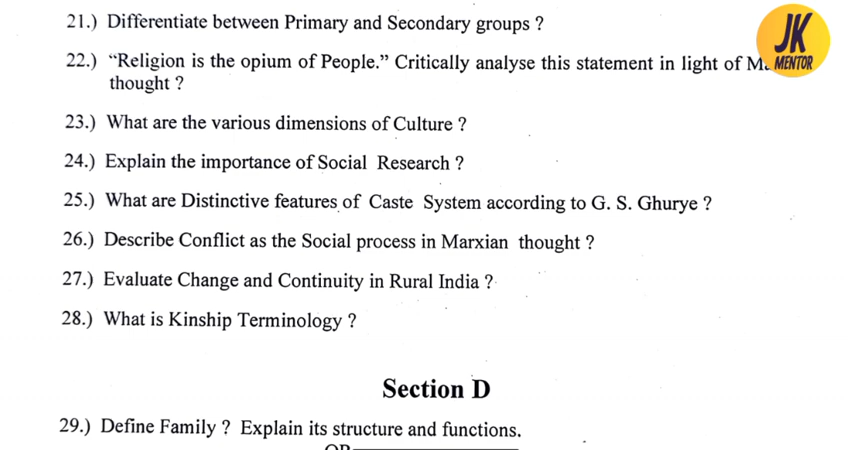 21.) Differentiate between Primary and Secondary groups ?
JK
MENTOR
22.) “Religion is the opium of People.” Critically analyse this statement in light of
thought ?
23.) What are the various dimensions of Culture ?
24.) Explain the importance of Social Research ?
25.) What are Distinctive features of Caste System according to G. S. Ghurye ?
26.) Describe Conflict as the Social process in Marxian thought ?
27.) Evaluate Change and Continuity in Rural India ?
28.) What is Kinship Terminology ?
Section D
29.) Define Family ? Explain its structure and functions.